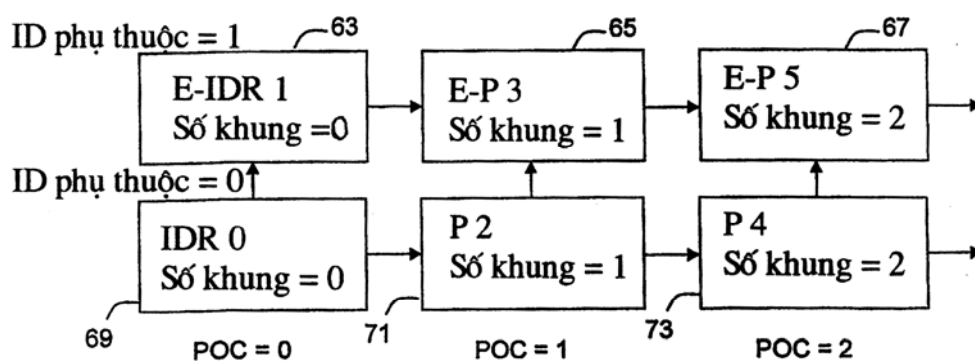 ID phụ thuộc = 1
63
65
67
E-IDR 1
Số khung =0
E-P 3
Số khung = 1
E-P 5
Số khung = 2
ID phụ thuộc = 0
IDR 0
Số khung = 0
P 2
Số khung = 1
P 4
Số khung = 2
69
71
73
POC = 0
POC = 1
POC = 2